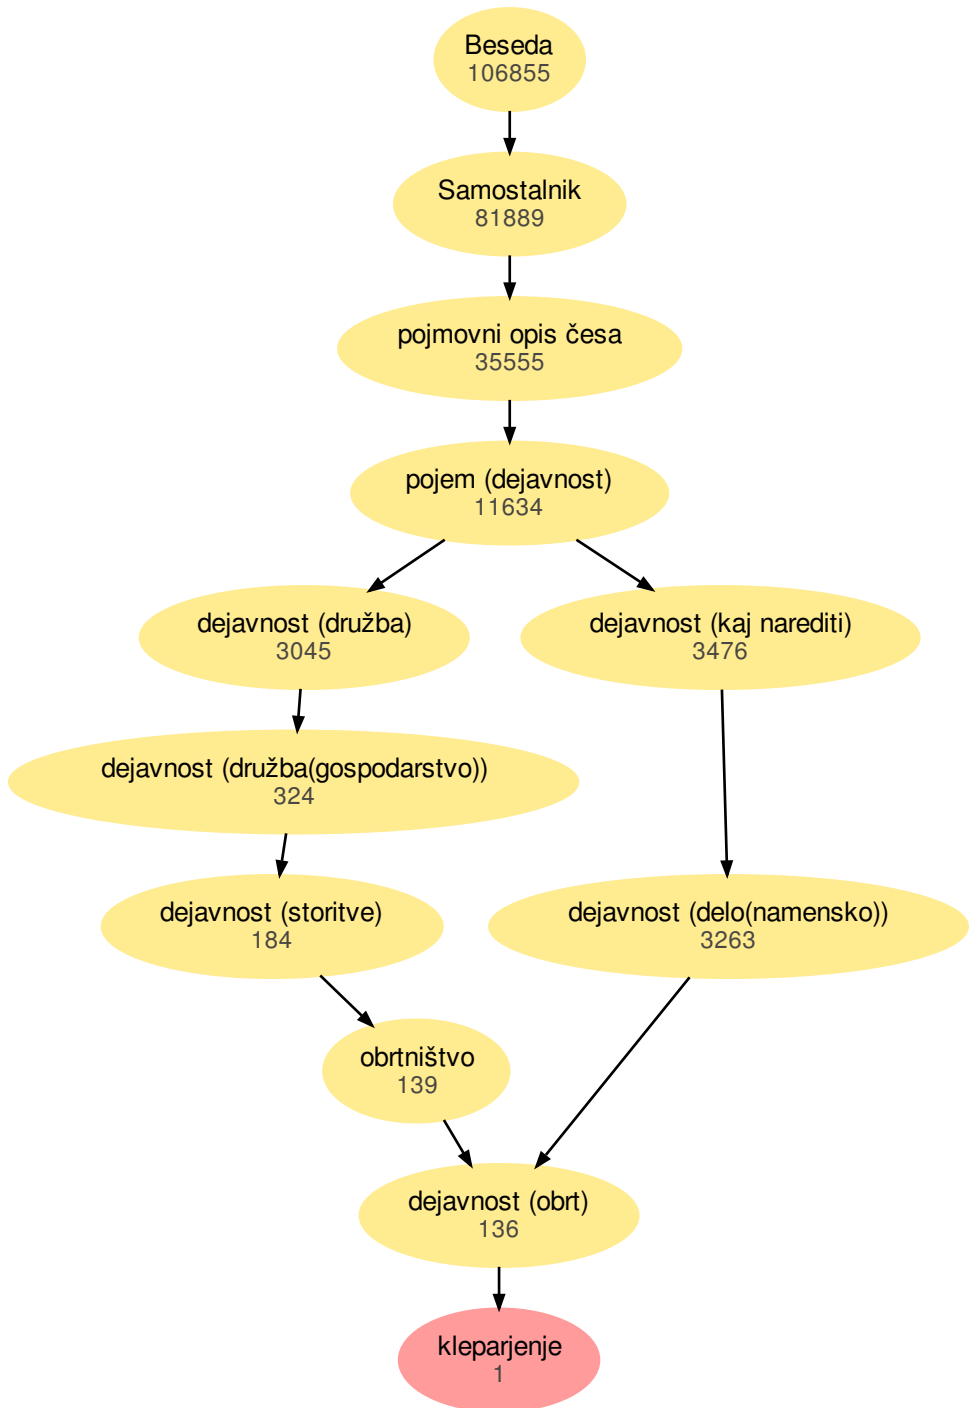 Beseda
106855
Samostalnik
81889
pojmovni opis česa
35555
pojem (dejavnost)
11634
dejavnost (družba)
3045
dejavnost (kaj narediti)
3476
dejavnost (družba(gospodarstvo))
324
dejavnost (storitve)
184
dejavnost (delo(namensko))
3263
obrtništvo
139
dejavnost (obrt)
136
kleparjenje
1